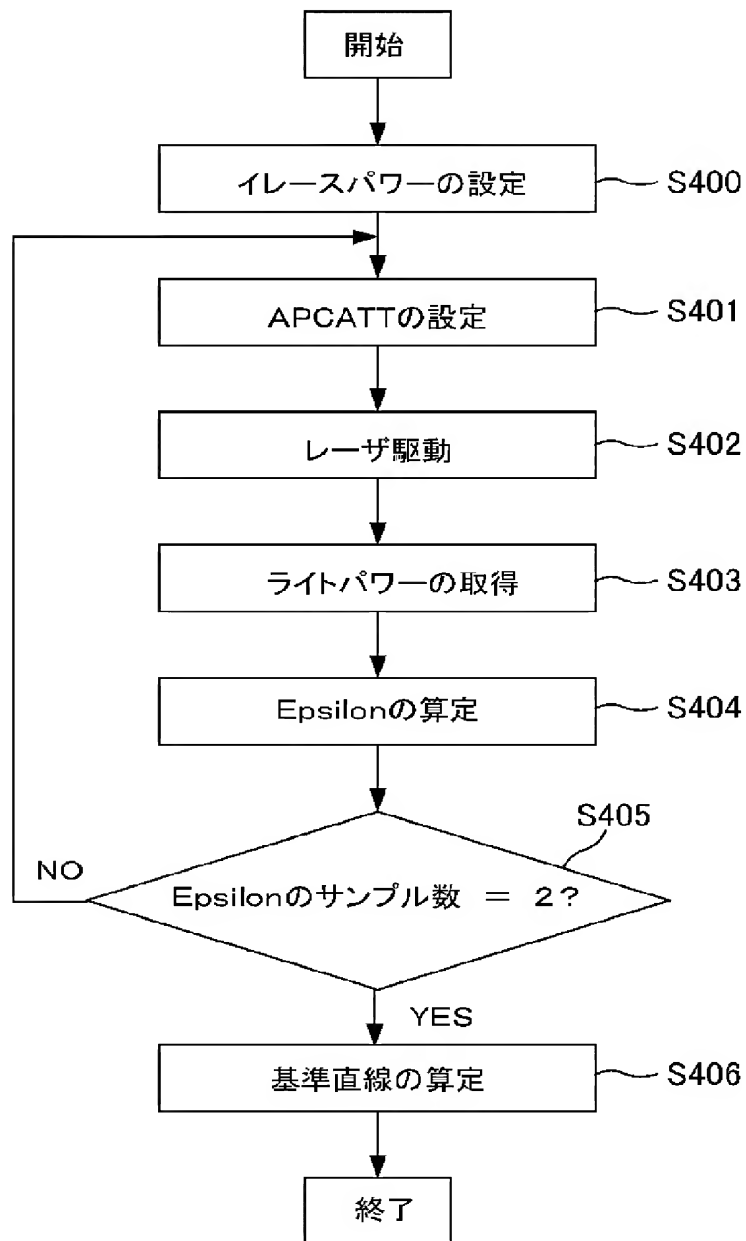 開始
イレースパワーの設定
S400
APCATTの設定
S401
レーザ駆動
S402
ライトパワーの取得
S403
Epsilonの算定
S404
S405
NO
Epsilonのサンプル数 = 2?
YES
基準直線の算定
S406
終了